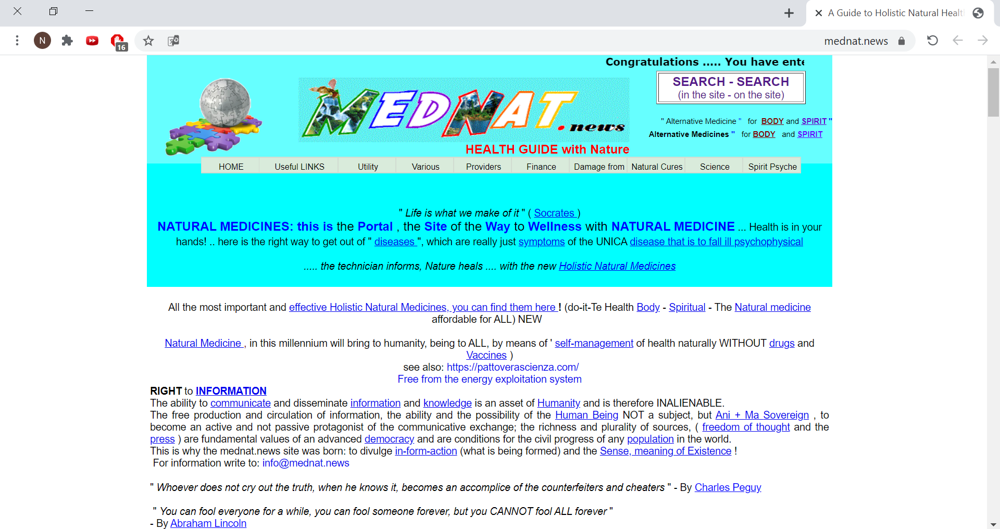 A Guide to Holistic Natural Healt
N
16
mednat.news
Congratulations ..... You have ente
SEARCH - SEARCH
(in the site - on the site)
MEDNAT.news
" Alternative Medicine " for BODY and SPIRIT "
Alternative Medicines " for BODY and SPIRIT
HEALTH GUIDE with Nature
HOME Useful LINKS Utility Various Providers Finance Damage from Natural Cures Science Spirit Psyche
" Life is what we make of it " ( Socrates )
NATURAL MEDICINES: this is the Portal , the Site of the Way to Wellness with NATURAL MEDICINE ... Health is in your
hands! .. here is the right way to get out of " diseases ", which are really just symptoms of the UNICA disease that is to fall ill psychophysical
..... the technician informs, Nature heals .... with the new Holistic Natural Medicines
All the most important and effective Holistic Natural Medicines, you can find them here ! (do-it-Te Health Body - Spiritual - The Natural medicine
affordable for ALL) NEW
Natural Medicine , in this millennium will bring to humanity, being to ALL, by means of ' self-management of health naturally WITHOUT drugs and
Vaccines )
see also: https://pattoverascienza.com/
Free from the energy exploitation system
RIGHT to INFORMATION
The ability to communicate and disseminate information and knowledge is an asset of Humanity and is therefore INALIENABLE.
The free production and circulation of information, the ability and the possibility of the Human Being NOT a subject, but Ani + Ma Sovereign , to
become an active and not passive protagonist of the communicative exchange; the richness and plurality of sources, ( freedom of thought and the
press ) are fundamental values of an advanced democracy and are conditions for the civil progress of any population in the world.
This is why the mednat.news site was born: to divulge in-form-action (what is being formed) and the Sense, meaning of Existence !
For information write to: info@mednat.news
" Whoever does not cry out the truth, when he knows it, becomes an accomplice of the counterfeiters and cheaters " - By Charles Peguy
" You can fool everyone for a while, you can fool someone forever, but you CANNOT fool ALL forever "
- By Abraham Lincoln